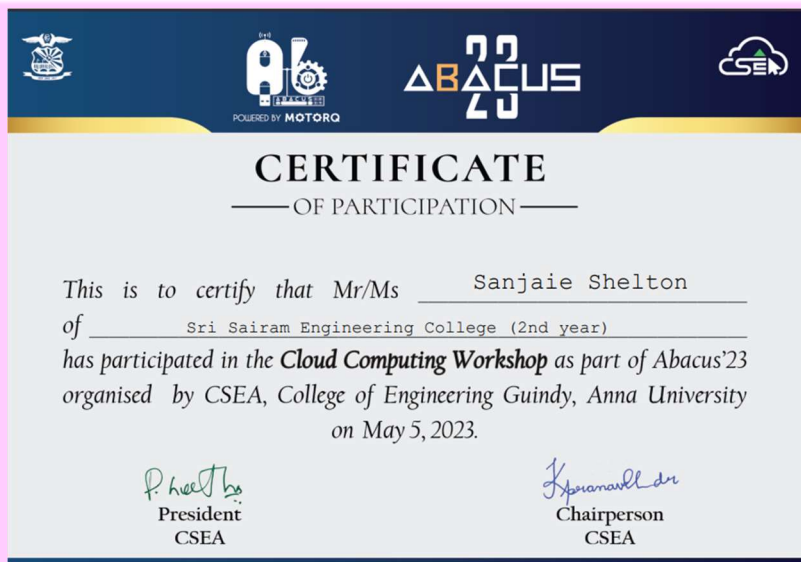 ABACUS
POWERED BY MOTORQ
ABACUS
23
23
CSEA
CERTIFICATE
OF PARTICIPATION
This is to certify that Mr/Ms Sanjaie Shelton
of Sri Sairam Engineering College (2nd year)
has participated in the Cloud Computing Workshop as part of Abacus'23
organised by CSEA, College of Engineering Guindy, Anna University
on May 5, 2023.
President
CSEA
Chairperson
CSEA